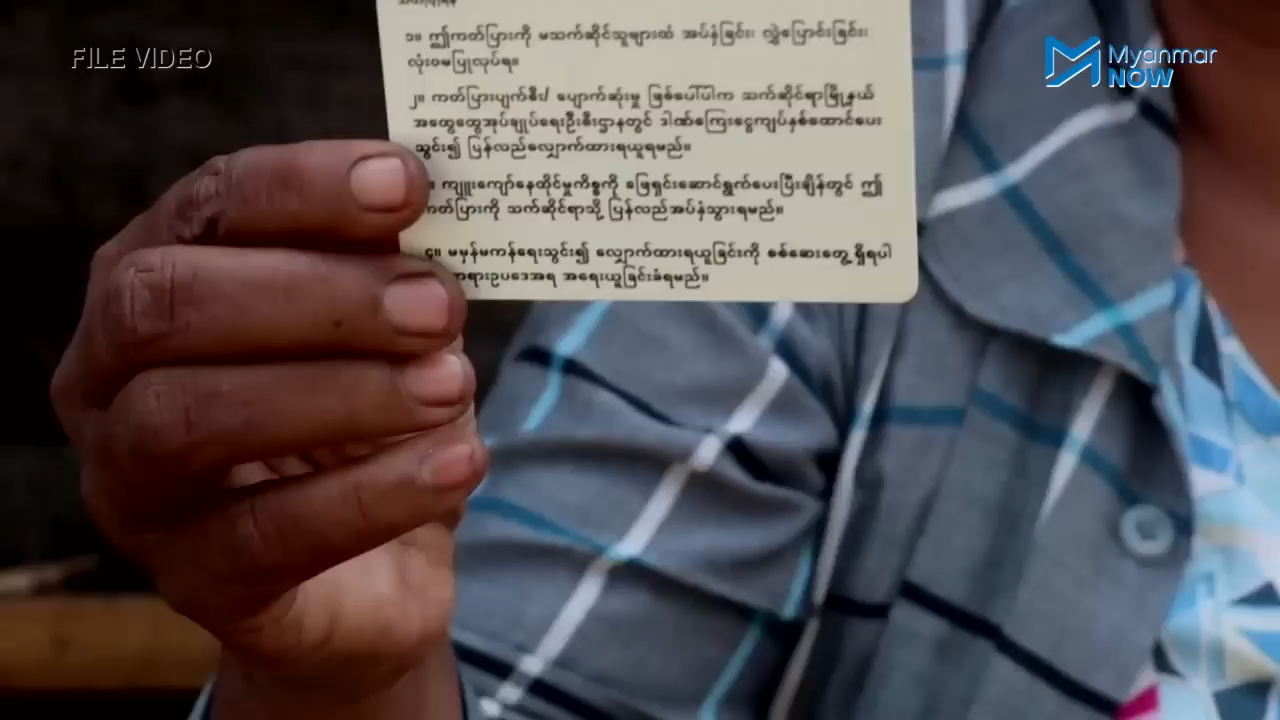 FILE VIDEO
Myanmar
NOW
၁။ ဤကတ်ပြားကို မသက်ဆိုင်သူများထံ အပ်နှံခြင်း၊ လွှဲပြောင်းခြင်း၊
လုံးဝမပြုလုပ်ရ။
၂။ ကတ်ပြားပျက်စီး/ ပျောက်ဆုံးမှု ဖြစ်ပေါ်ပါက သက်ဆိုင်ရာမြို့နယ်
အထွေထွေအုပ်ချုပ်ရေးဦးစီးဌာနတွင် ဒါဏ်ကြေးငွေကျပ်နှစ်ထောင်ပေး
သွင်း၍ ပြန်လည်လျှောက်ထားရယူရမည်။
ကျူးကျော်နေထိုင်မှုကိစ္စကို ဖြေရှင်းဆောင်ရွက်ပေးပြီးချိန်တွင် ဤ
ကတ်ပြားကို သက်ဆိုင်ရာသို့ ပြန်လည်အပ်နှံသွားရမည်။
၄။ မမှန်မကန်ရေးသွင်း၍ လျှောက်ထားရယူခြင်းကို စစ်ဆေးတွေ့ရှိရပါ
တရားဥပဒေအရ အရေးယူခြင်းခံရမည်။